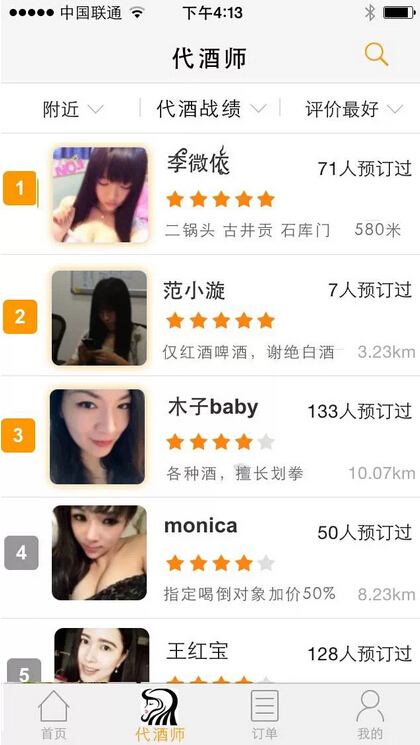 中国联通 下午4:13
代酒师
附近 代酒战绩 评价最好
1 李微依 71人预订过
二锅头 古井贡 石库门 580米
2 范小漩 7人预订过
仅红酒啤酒，谢绝白酒 3.23km
3 木子baby 133人预订过
各种酒，擅长划拳 10.07km
4 monica 50人预订过
指定喝倒对象加价50% 8.23km
5 王红宝 128人预订过
首页 代酒师 订单 我的